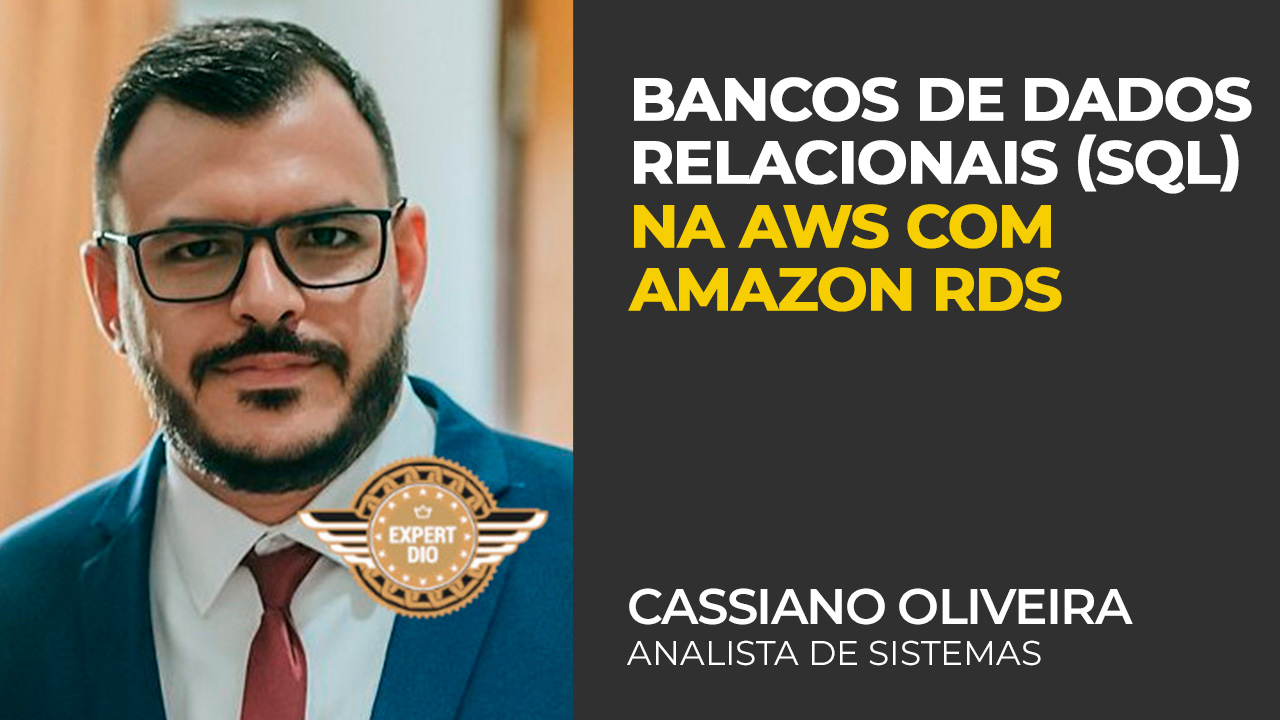 BANCOS DE DADOS
RELACIONAIS (SQL)
NA AWS COM
AMAZON RDS
EXPERT
DIO
CASSIANO OLIVEIRA
ANALISTA DE SISTEMAS